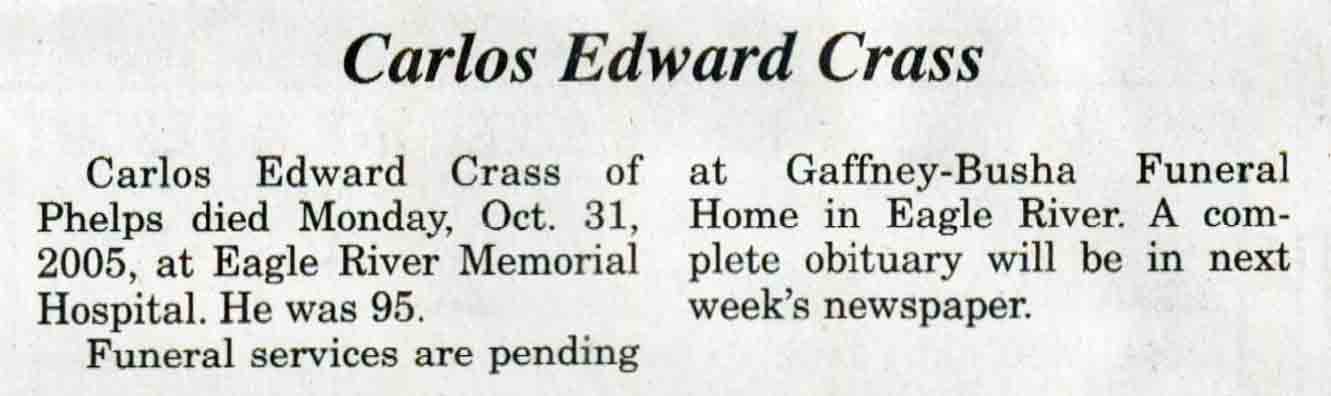 Carlos Edward Crass
Carlos Edward Crass of
Phelps died Monday, Oct. 31,
2005, at Eagle River Memorial
Hospital. He was 95.
Funeral services are pending
at Gaffney-Busha Funeral
Home in Eagle River. A com-
plete obituary will be in next
week's newspaper.